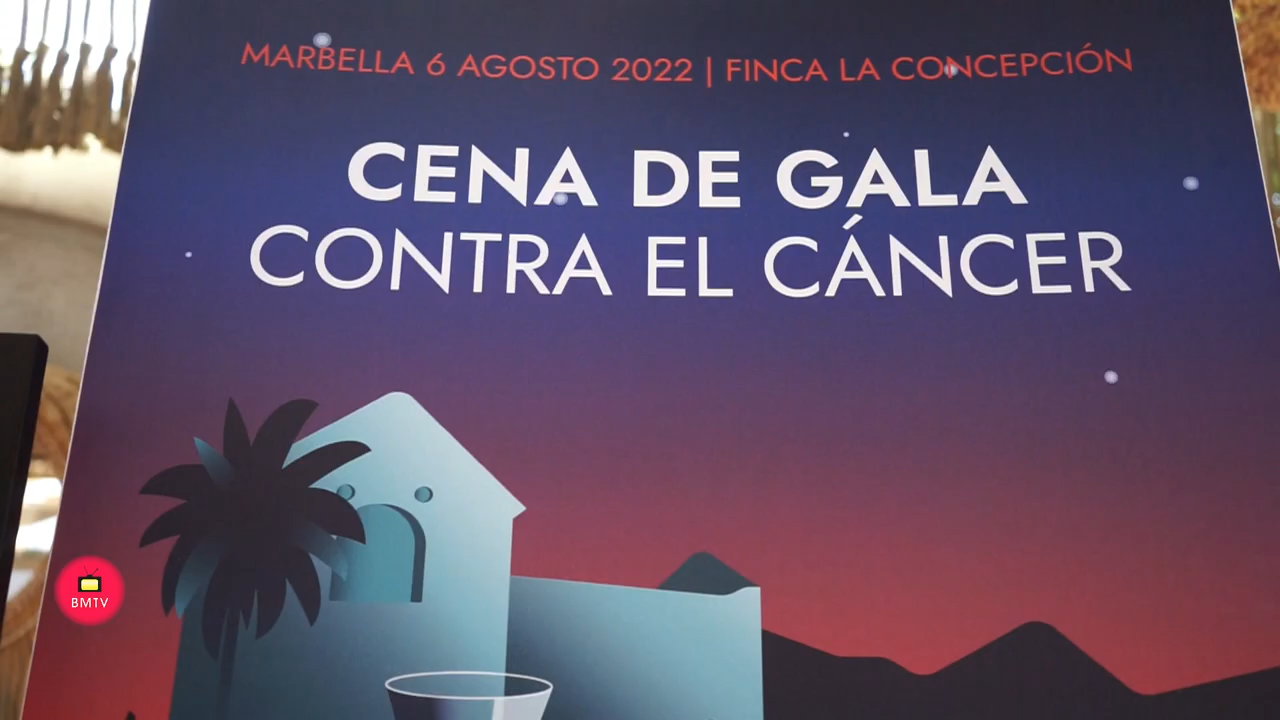 MARBELLA 6 AGOSTO 2022 | FINCA LA CONCEPCIÓN
CENA DE GALA
CONTRA EL CÁNCER
BMTV